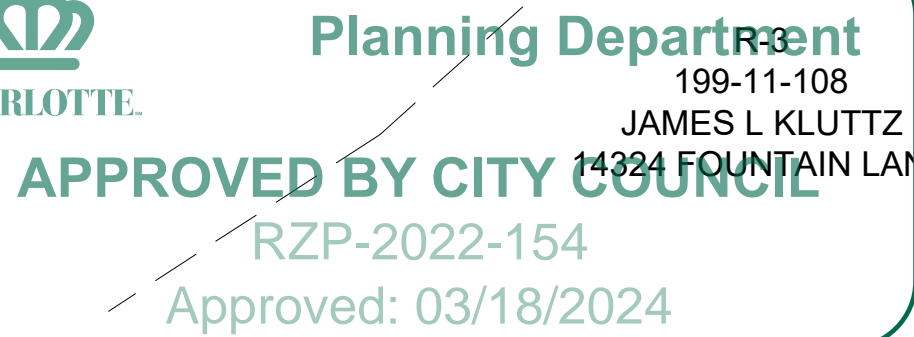 Planning Department
R-3
199-11-108
RLOTTE
JAMES L KLUTTZ
14324 FOUNTAIN LAN
APPROVED BY CITY COUNCIL
RZP-2022-154
Approved: 03/18/2024